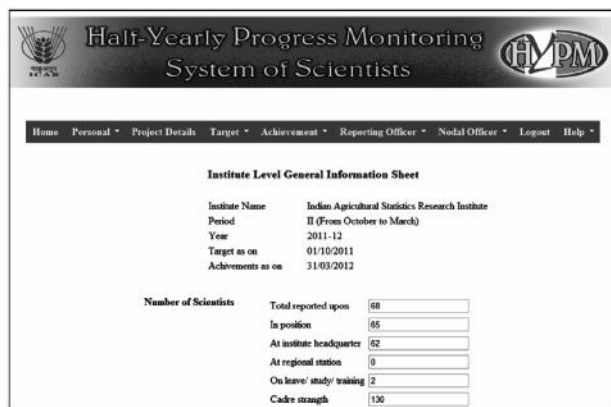 Half-Yearly Progress Monitoring
System of Scientists
ICAR
HYPM
Home Personal Project Details Target Achievement Reporting Officer Nodal Officer Logout Help
Institute Level General Information Sheet
Institute Name Indian Agricultural Statistics Research Institute
Period II (From October to March)
Year 2011-12
Target as on 01/10/2011
Achivements as on 31/03/2012
Number of Scientists
Total reported upon 68
In position 65
At institute headquarter 62
At regional station 0
On leave/ study/ training 2
Cadre strangth 130